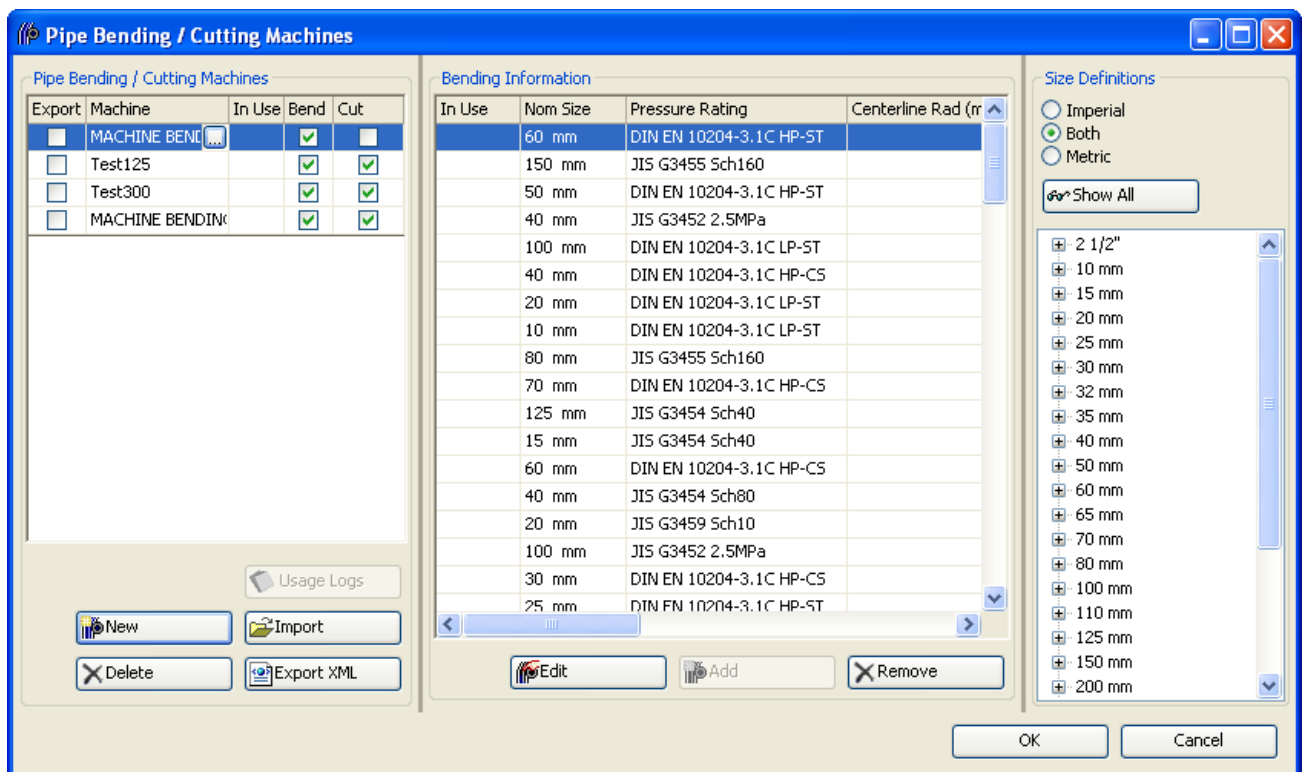 Pipe Bending / Cutting Machines
Pipe Bending / Cutting Machines
Export Machine In Use Bend Cut
MACHINE BEND ...
Test125
Test300
MACHINE BENDING
Usage Logs
New Import
Delete Export XML
Bending Information
In Use Nom Size Pressure Rating Centerline Rad (m
60 mm DIN EN 10204-3.1C HP-ST
150 mm JIS G3455 Sch160
50 mm DIN EN 10204-3.1C HP-ST
40 mm JIS G3452 2.5MPa
100 mm DIN EN 10204-3.1C LP-ST
40 mm DIN EN 10204-3.1C HP-CS
20 mm DIN EN 10204-3.1C LP-ST
10 mm DIN EN 10204-3.1C LP-ST
80 mm JIS G3455 Sch160
70 mm DIN EN 10204-3.1C HP-CS
125 mm JIS G3454 Sch40
15 mm JIS G3454 Sch40
60 mm DIN EN 10204-3.1C HP-CS
40 mm JIS G3454 Sch80
20 mm JIS G3459 Sch10
100 mm JIS G3452 2.5MPa
30 mm DIN EN 10204-3.1C HP-CS
25 mm DIN EN 10204-3.1C HP-ST
Edit Add Remove
Size Definitions
Imperial
Both
Metric
Show All
2 1/2"
10 mm
15 mm
20 mm
25 mm
30 mm
32 mm
35 mm
40 mm
50 mm
60 mm
65 mm
70 mm
80 mm
100 mm
110 mm
125 mm
150 mm
200 mm
OK Cancel